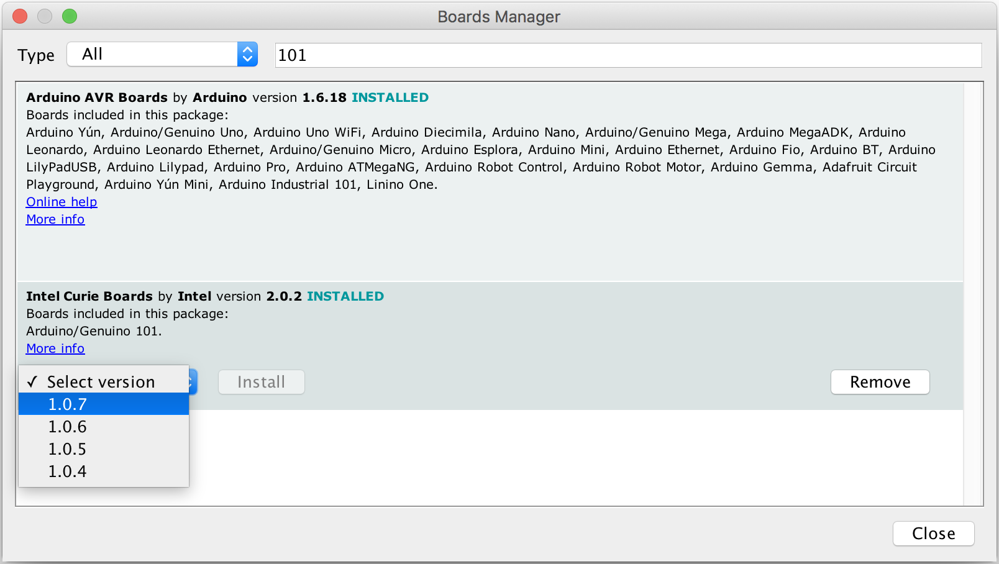 Boards Manager
Type All 101
Arduino AVR Boards by Arduino version 1.6.18 INSTALLED
Boards included in this package:
Arduino Yún, Arduino/Genuino Uno, Arduino Uno WiFi, Arduino Diecimila, Arduino Nano, Arduino/Genuino Mega, Arduino MegaADK, Arduino
Leonardo, Arduino Leonardo Ethernet, Arduino/Genuino Micro, Arduino Esplora, Arduino Mini, Arduino Ethernet, Arduino Fio, Arduino BT, Arduino
LilyPadUSB, Arduino Lilypad, Arduino Pro, Arduino ATMegaNG, Arduino Robot Control, Arduino Robot Motor, Arduino Gemma, Adafruit Circuit
Playground, Arduino Yún Mini, Arduino Industrial 101, Linino One.
Online help
More info
Intel Curie Boards by Intel version 2.0.2 INSTALLED
Boards included in this package:
Arduino/Genuino 101.
More info
✓ Select version Install Remove
1.0.7
1.0.6
1.0.5
1.0.4
Close